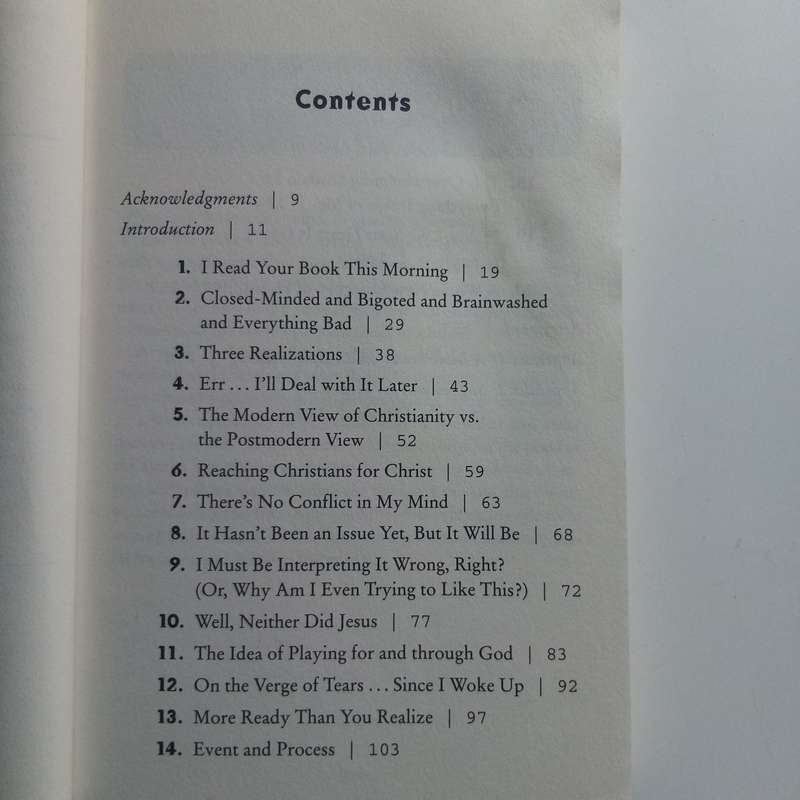 Contents
Acknowledgments | 9
Introduction | 11
1. I Read Your Book This Morning | 19
2. Closed-Minded and Bigoted and Brainwashed
and Everything Bad | 29
3. Three Realizations | 38
4. Err . . . I'll Deal with It Later | 43
5. The Modern View of Christianity vs.
the Postmodern View | 52
6. Reaching Christians for Christ | 59
7. There's No Conflict in My Mind | 63
8. It Hasn't Been an Issue Yet, But It Will Be | 68
9. I Must Be Interpreting It Wrong, Right?
(Or, Why Am I Even Trying to Like This?) | 72
10. Well, Neither Did Jesus | 77
11. The Idea of Playing for and through God | 83
12. On the Verge of Tears . . . Since I Woke Up | 92
13. More Ready Than You Realize | 97
14. Event and Process | 103